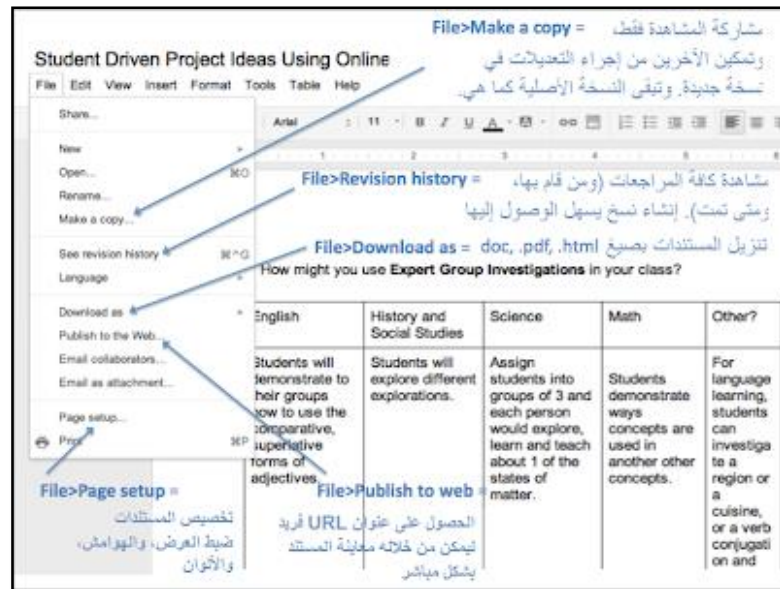 File>Make a copy = مشاركة المشاهدة فقط،
وتمكين الآخرين من إجراء التعديلات في
نسخة جديدة. وتبقى النسخة الأصلية كما هي.
Student Driven Project Ideas Using Online
File Edit View Insert Format Tools Table Help
Share...
Arial 11 B I U A
New
Open... ⌘O
Rename...
Make a copy...
File>Revision history = مشاهدة كافة المراجعات (ومن قام بها،
ومتى تمت). إنشاء نسخ يسهل الوصول إليها
See revision history ⌘^G
Language
File>Download as = doc, .pdf, .html تنزيل المستندات بصيغ
How might you use Expert Group Investigations in your class?
Download as
Publish to the Web...
Email collaborators...
Email as attachment...
Page setup...
Print ⌘P
English
History and
Social Studies
Science
Math
Other?
Students will
demonstrate to
their groups
how to use the
comparative,
superlative
forms of
adjectives.
Students will
explore different
explorations.
Assign
students into
groups of 3 and
each person
would explore,
learn and teach
about 1 of the
states of
matter.
Students
demonstrate
ways
concepts are
used in
another other
concepts.
For
language
learning,
students
can
investiga
te a
region or
a
cuisine,
or a verb
conjugati
on and
File>Page setup =
تخصيص المستندات
ضبط العرض، والهوامش،
والألوان
File>Publish to web =
الحصول على عنوان URL فريد
ليمكن من خلاله معاينة المستند
بشكل مباشر